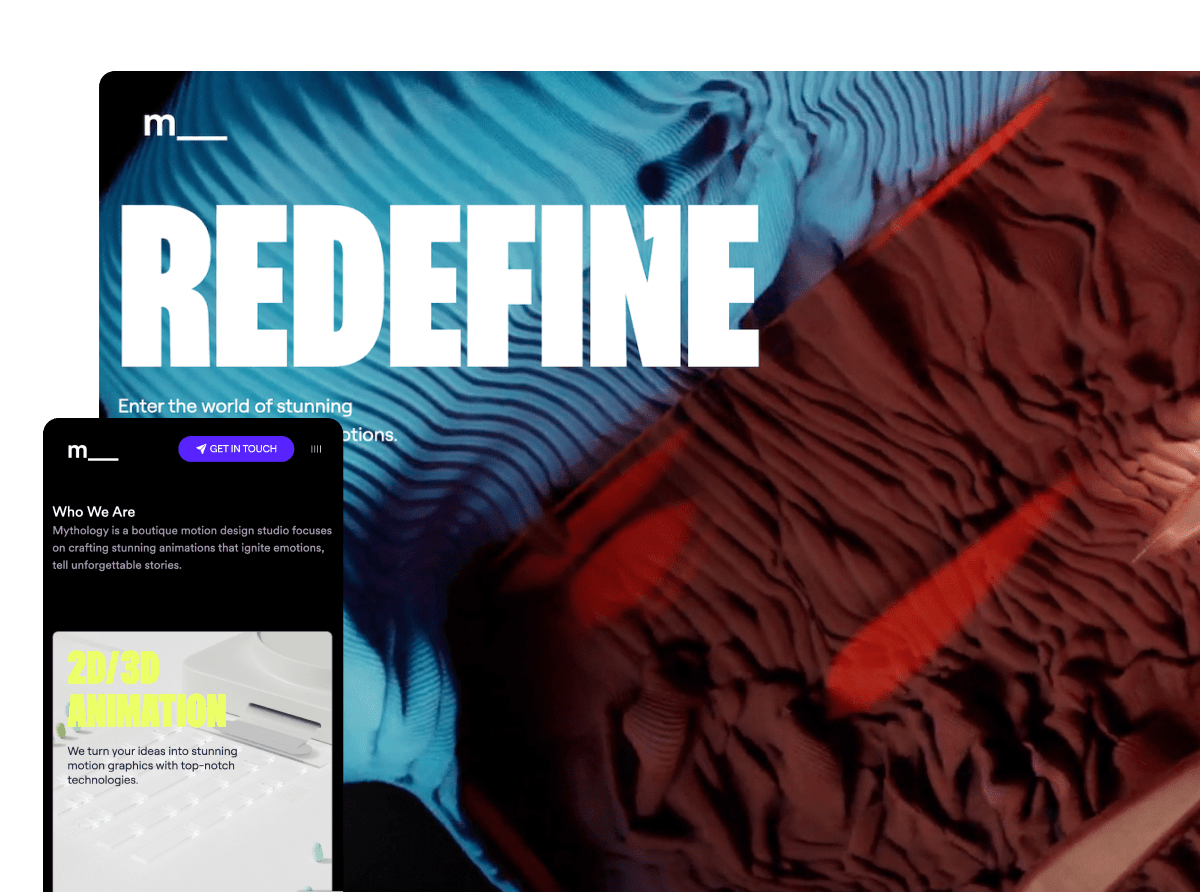 m__
REDEFINE
Enter the world of stunning
otions.
m__
GET IN TOUCH
Who We Are
Mythology is a boutique motion design studio focuses
on crafting stunning animations that ignite emotions,
tell unforgettable stories.
2D/3D
ANIMATION
We turn your ideas into stunning
motion graphics with top-notch
technologies.